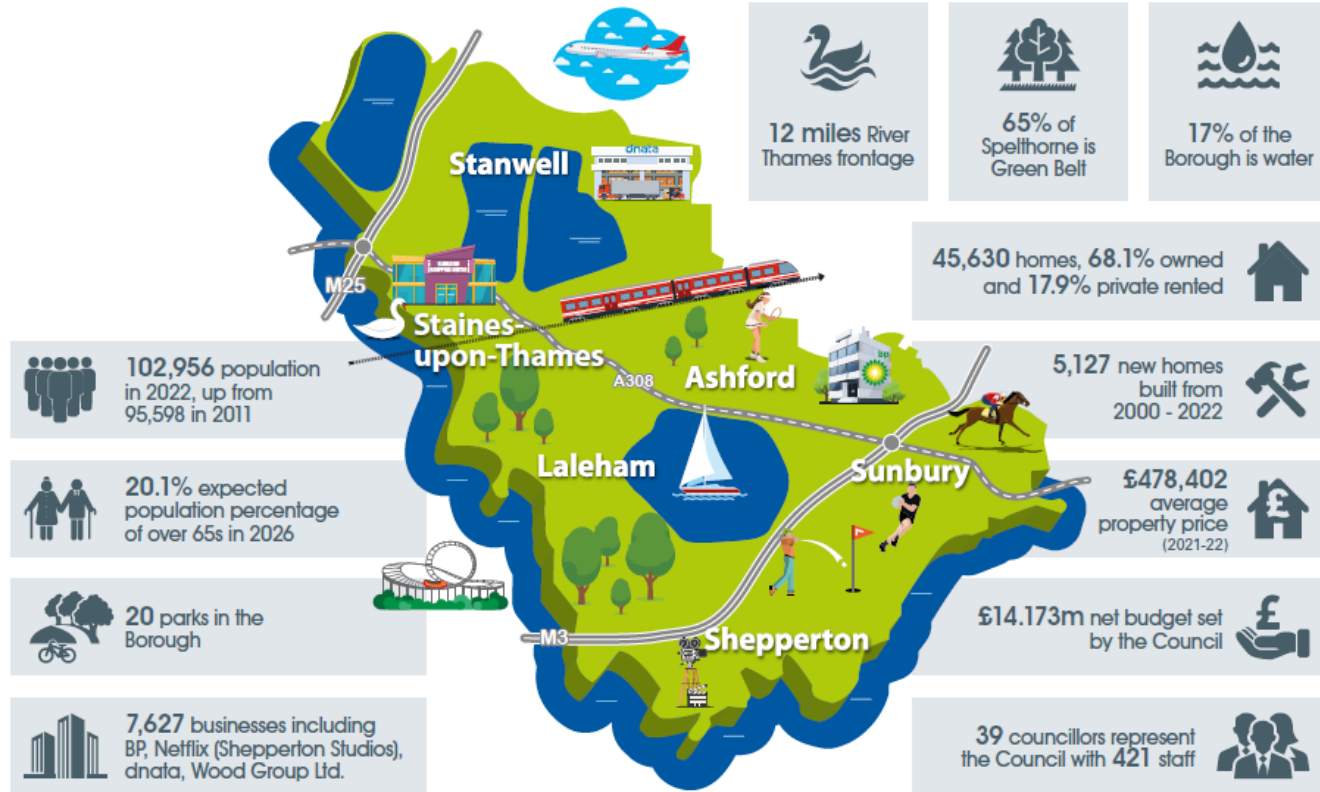 12 miles River
Thames frontage
65% of
Spelthorne is
Green Belt
17% of the
Borough is water
dnata
Stanwell
45,630 homes, 68.1% owned
and 17.9% private rented
M25
Staines-
upon-Thames
102,956 population
in 2022, up from
95,598 in 2011
A308
Ashford
bp
5,127 new homes
built from
2000 - 2022
Laleham
Sunbury
20.1% expected
population percentage
of over 65s in 2026
£478,402
average
property price
(2021-22)
20 parks in the
Borough
M3
Shepperton
£14.173m net budget set
by the Council
£
7,627 businesses including
BP, Netflix (Shepperton Studios),
dnata, Wood Group Ltd.
39 councillors represent
the Council with 421 staff